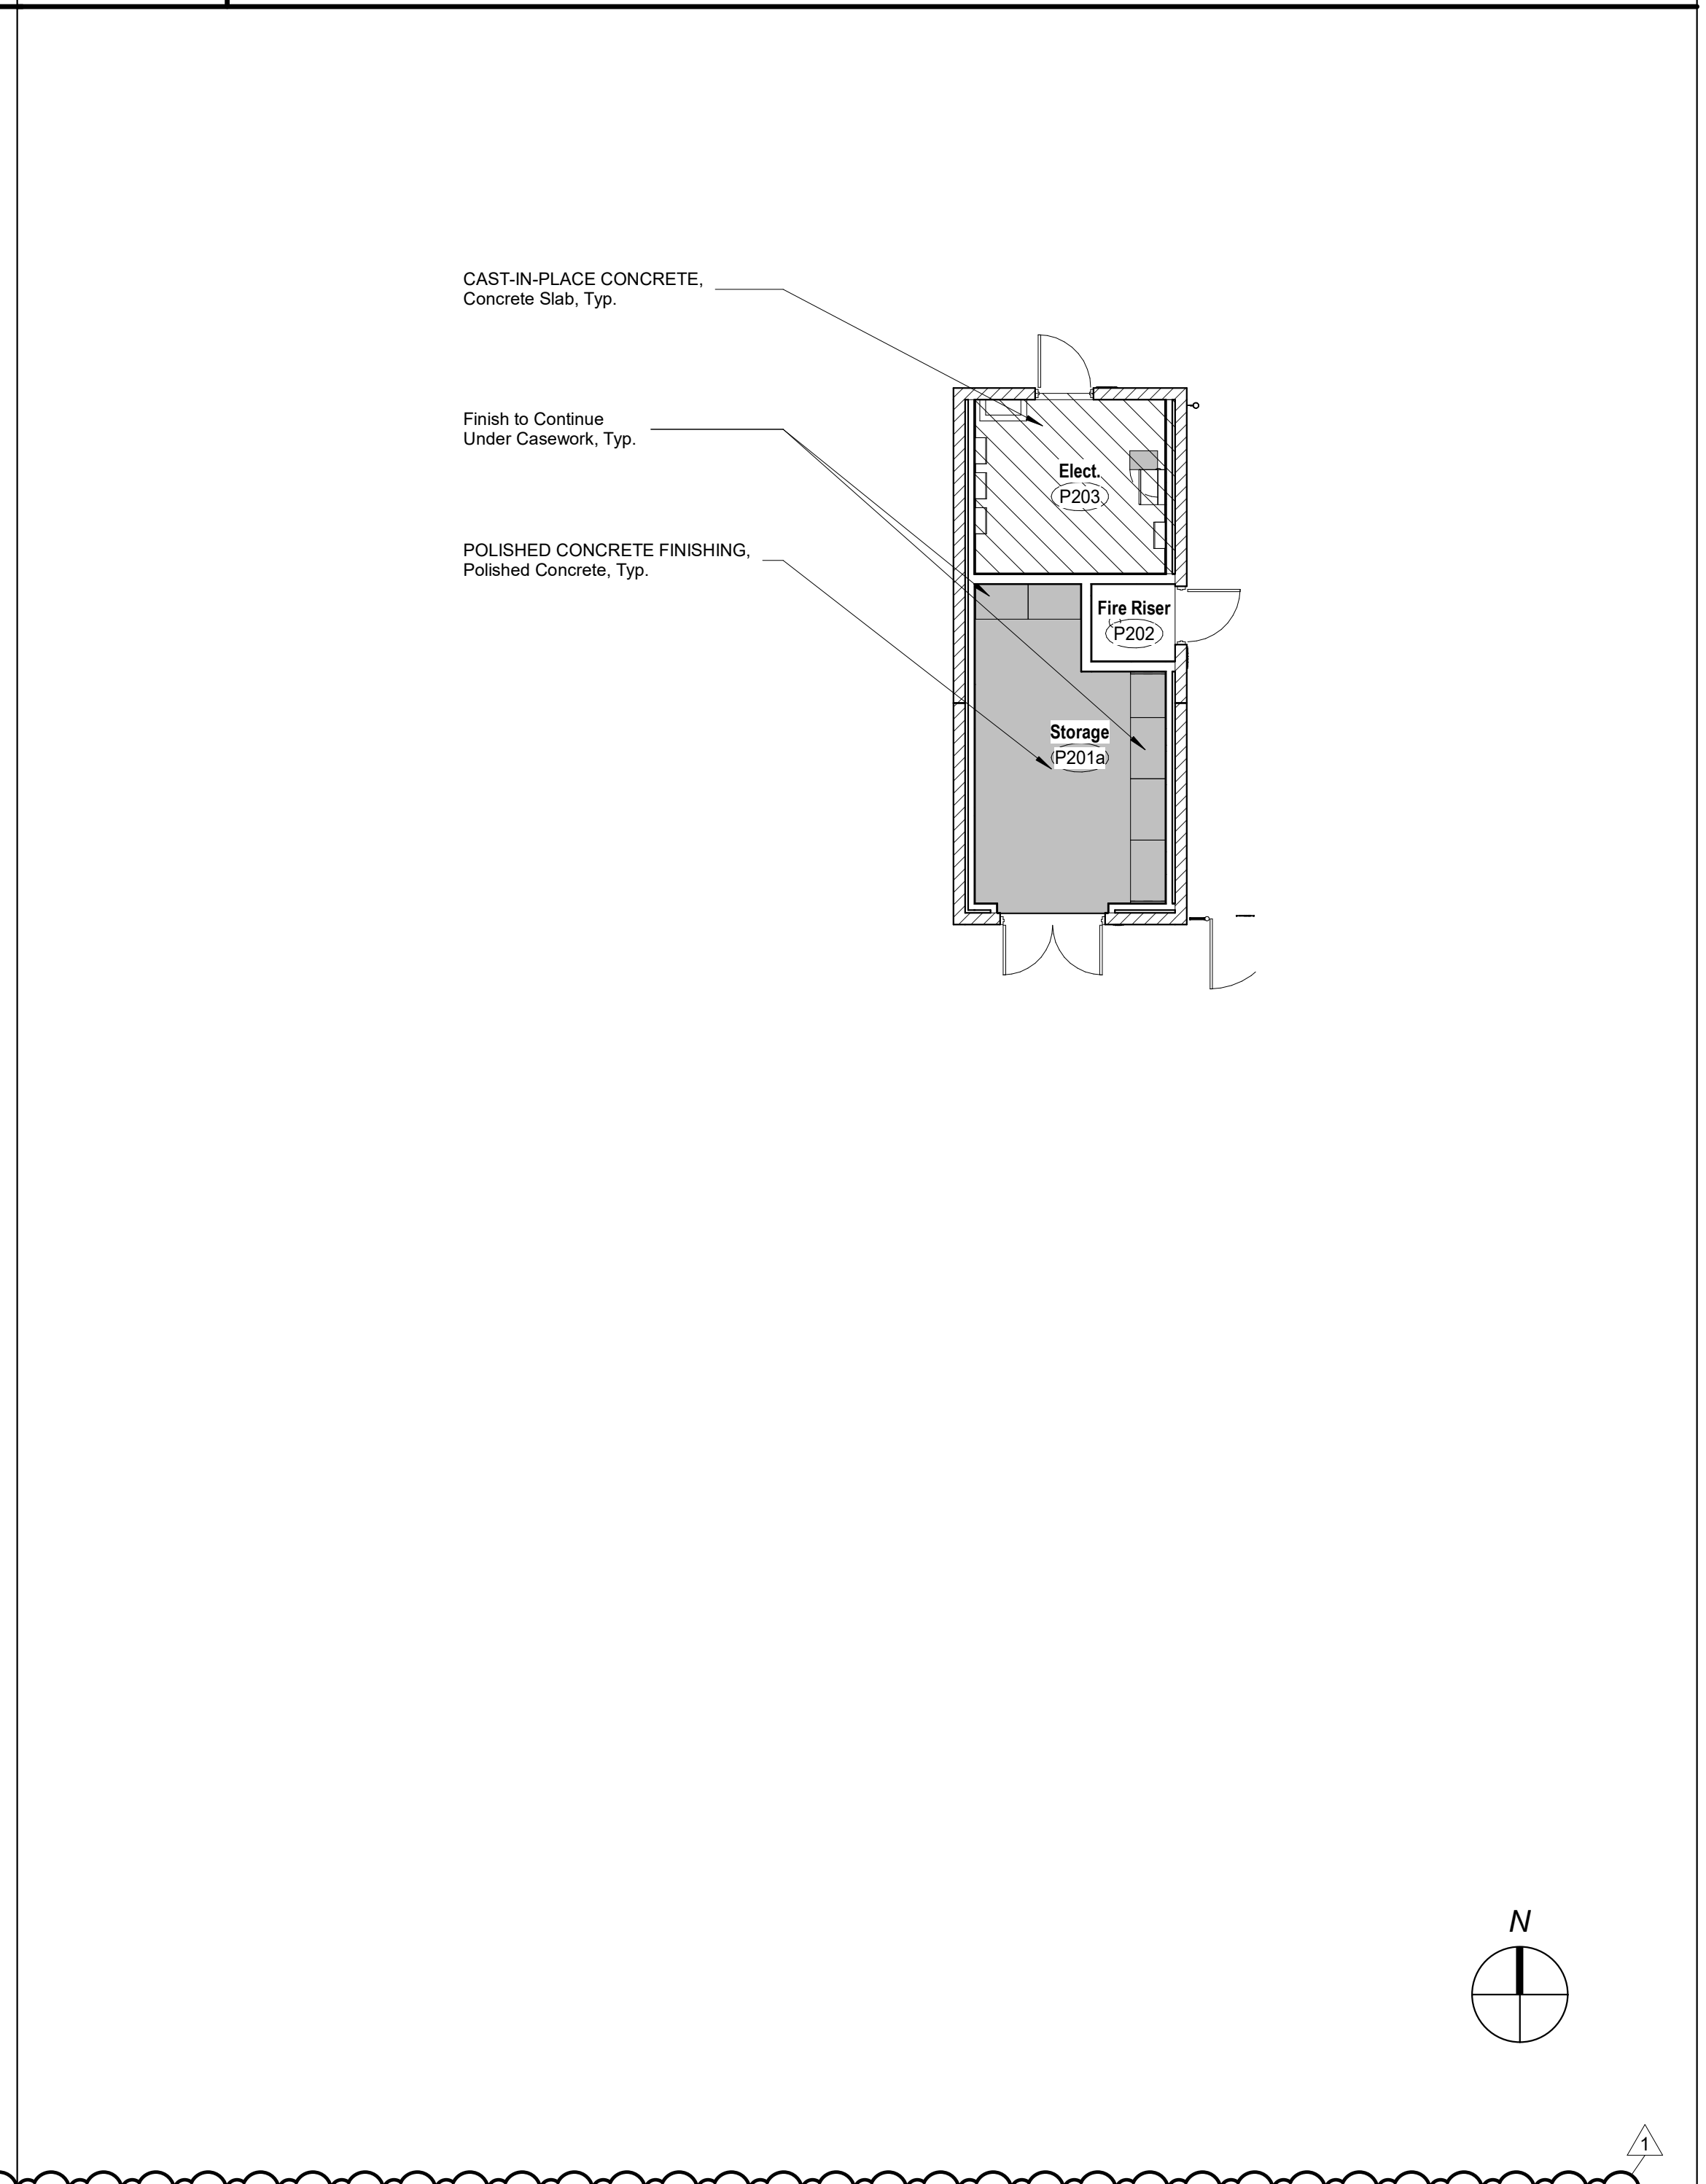 CAST-IN-PLACE CONCRETE,
Concrete Slab, Typ.
Finish to Continue
Under Casework, Typ.
Elect.
P203
POLISHED CONCRETE FINISHING,
Polished Concrete, Typ.
Fire Riser
P202
Storage
P201a
N
1